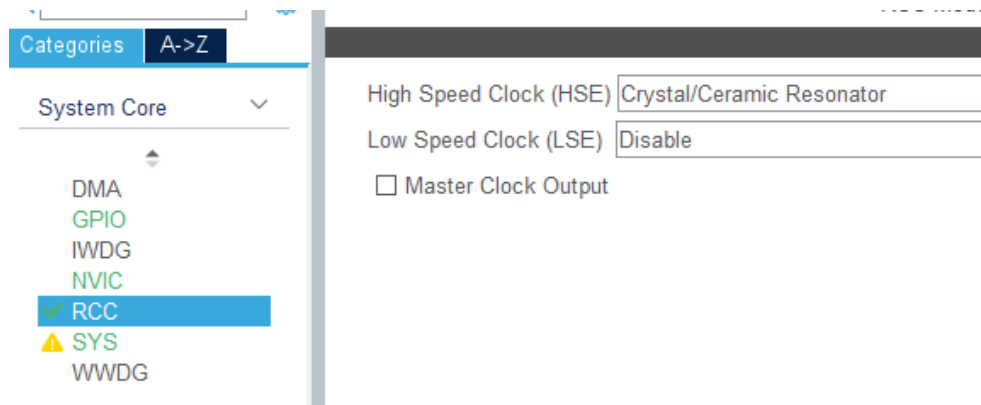 Categories
A->Z
System Core
DMA
GPIO
IWDG
NVIC
RCC
SYS
WWDG
High Speed Clock (HSE) Crystal/Ceramic Resonator
Low Speed Clock (LSE) Disable
Master Clock Output